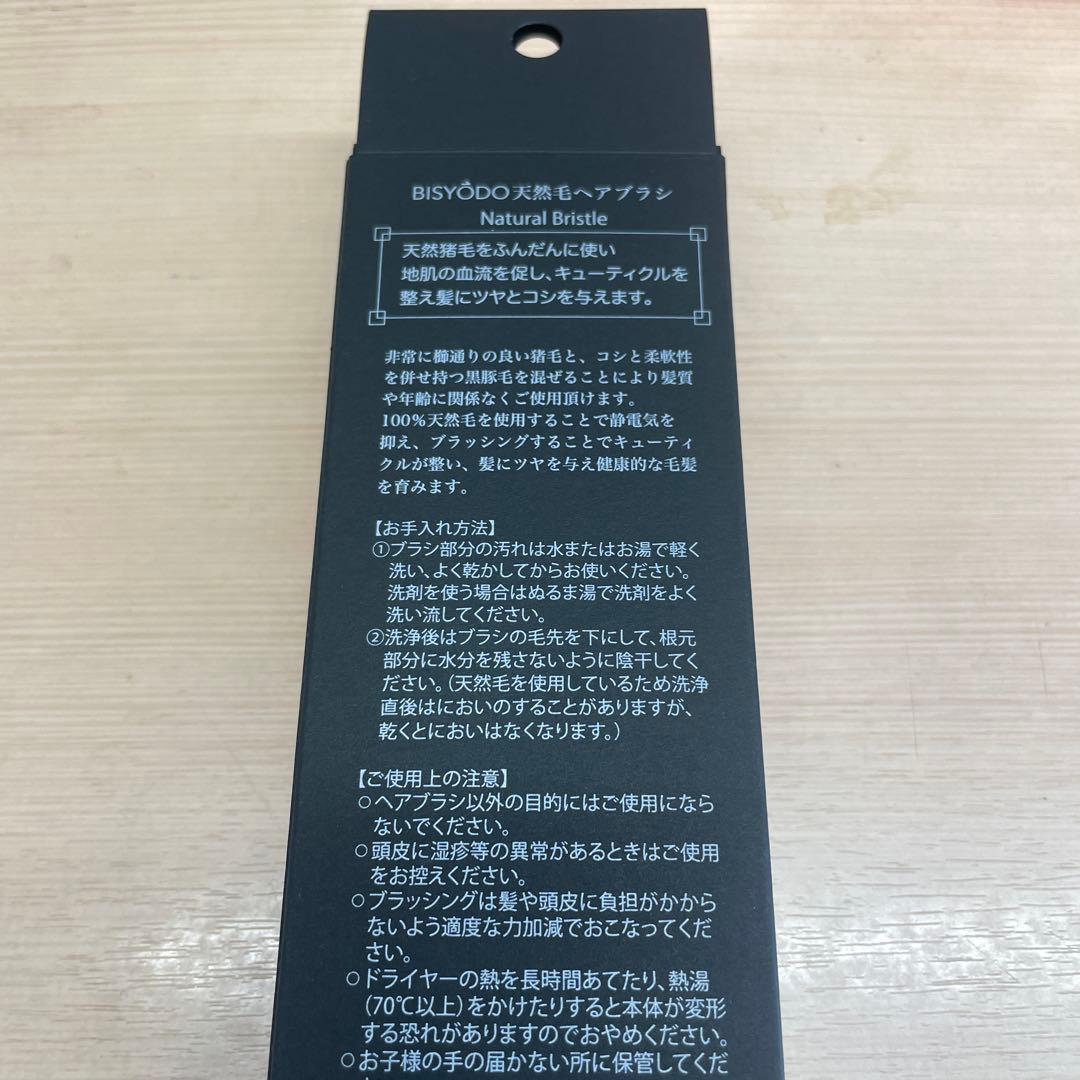 BISYÔDO天然毛ヘアブラシ
Natural Bristle
天然猪毛をふんだんに使い
地肌の血流を促し、キューティクルを
整え髪にツヤとコシを与えます。
非常に櫛通りの良い猪毛と、コシと柔軟性
を併せ持つ黒豚毛を混ぜることにより髪質
や年齢に関係なくご使用頂けます。
100%天然毛を使用することで静電気を
抑え、ブラッシングすることでキューティ
クルが整い、髪にツヤを与え健康的な毛髪
を育みます。
【お手入れ方法】
①ブラシ部分の汚れは水またはお湯で軽く
洗い、よく乾かしてからお使いください。
洗剤を使う場合はぬるま湯で洗剤をよく
洗い流してください。
②洗浄後はブラシの毛先を下にして、根元
部分に水分を残さないように陰干してく
ださい。（天然毛を使用しているため洗浄
直後はにおいのすることがありますが、
乾くとにおいはなくなります。）
【ご使用上の注意】
○ヘアブラシ以外の目的にはご使用になら
ないでください。
○頭皮に湿疹等の異常があるときはご使用
をお控えください。
○ブラッシングは髪や頭皮に負担がかから
ないよう適度な力加減でおこなってくだ
さい。
○ドライヤーの熱を長時間あてたり、熱湯
（70℃以上）をかけたりすると本体が変形
する恐れがありますのでおやめください。
○お子様の手の届かない所に保管してくだ